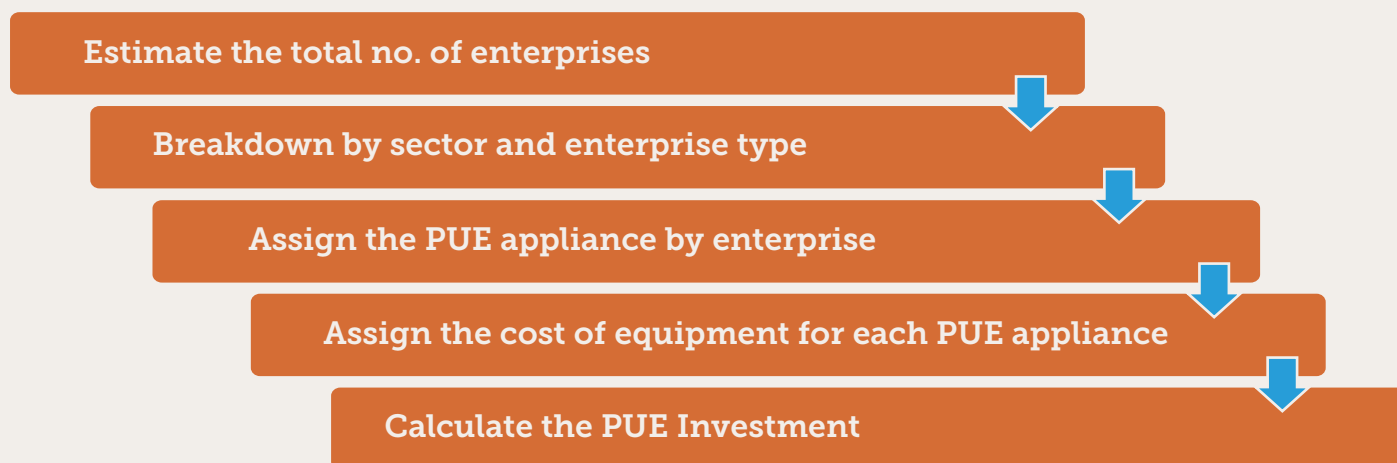 Estimate the total no. of enterprises
Breakdown by sector and enterprise type
Assign the PUE appliance by enterprise
Assign the cost of equipment for each PUE appliance
Calculate the PUE Investment